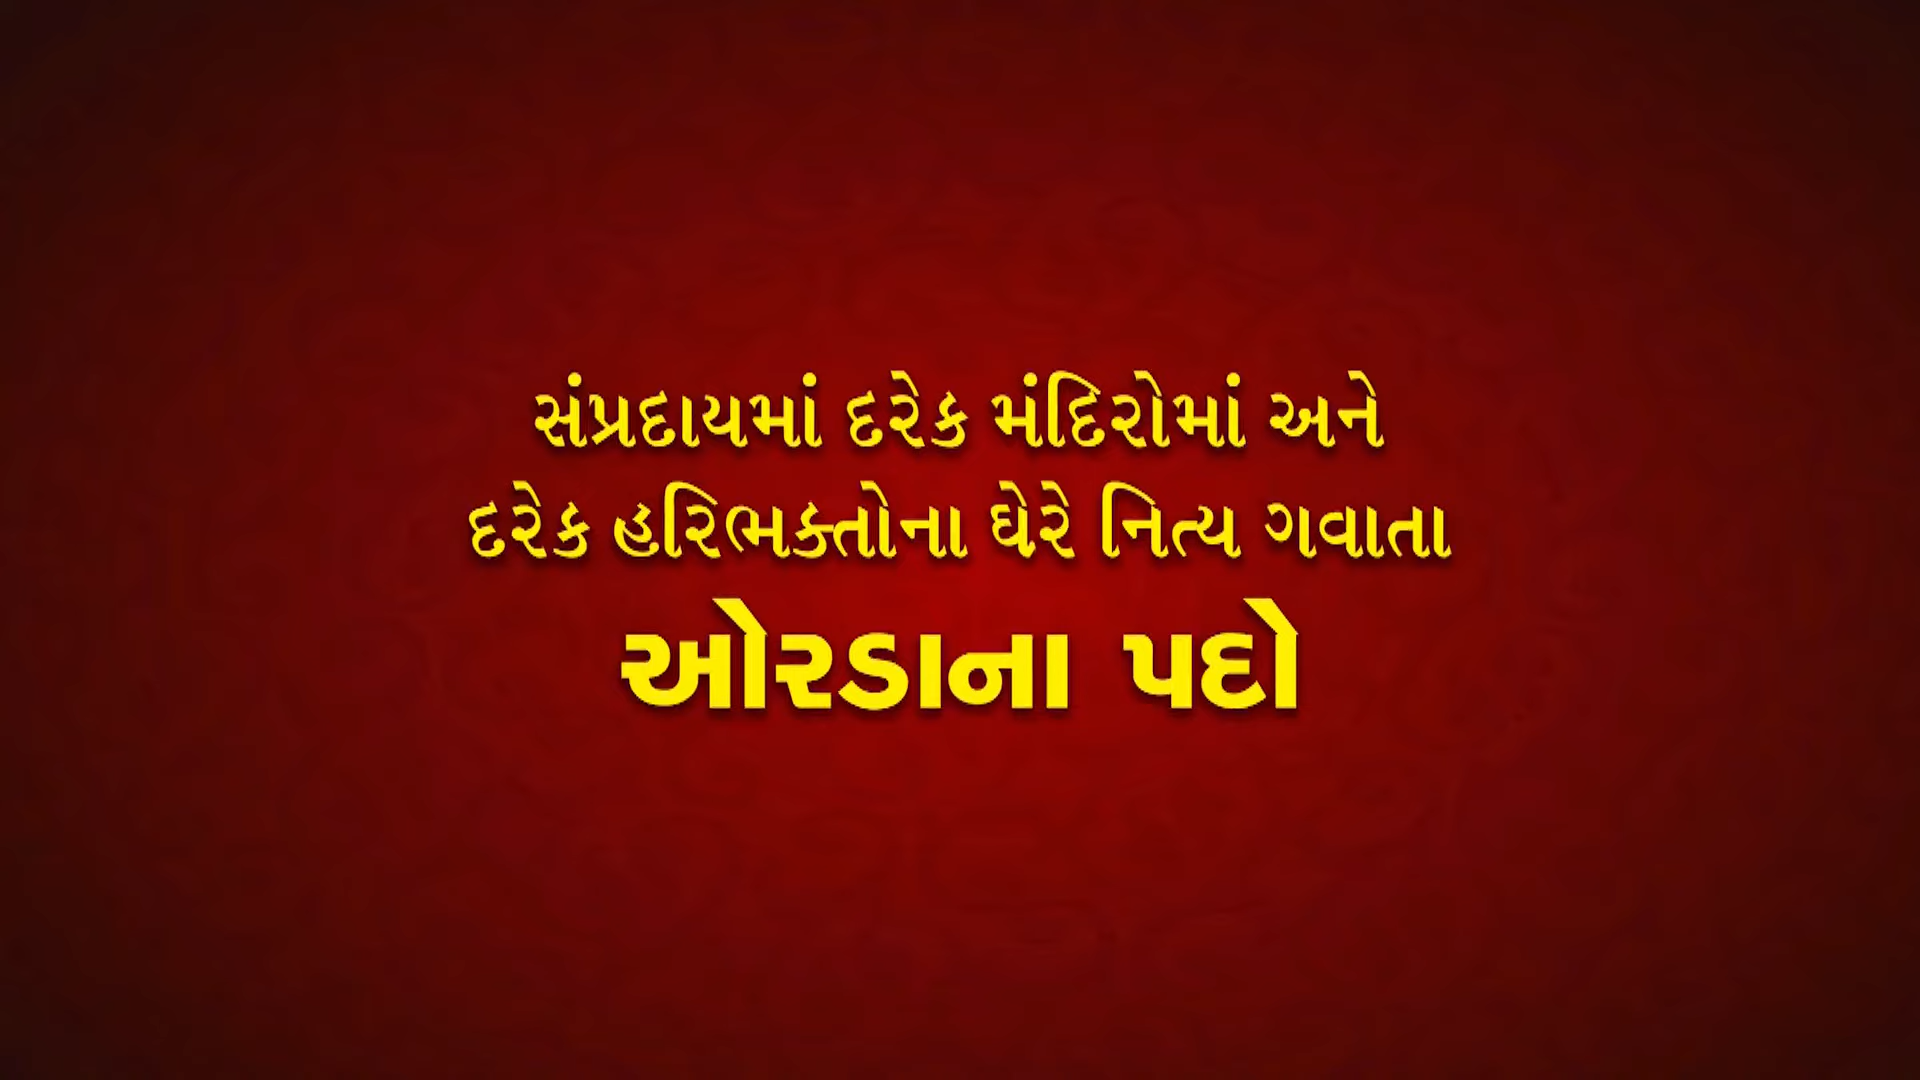 સંપ્રદાયમાં દરેક મંદિરોમાં અને
દરેક હરિભક્તોના ઘેરે નિત્ય ગવાતા
ઓરડાના પદો